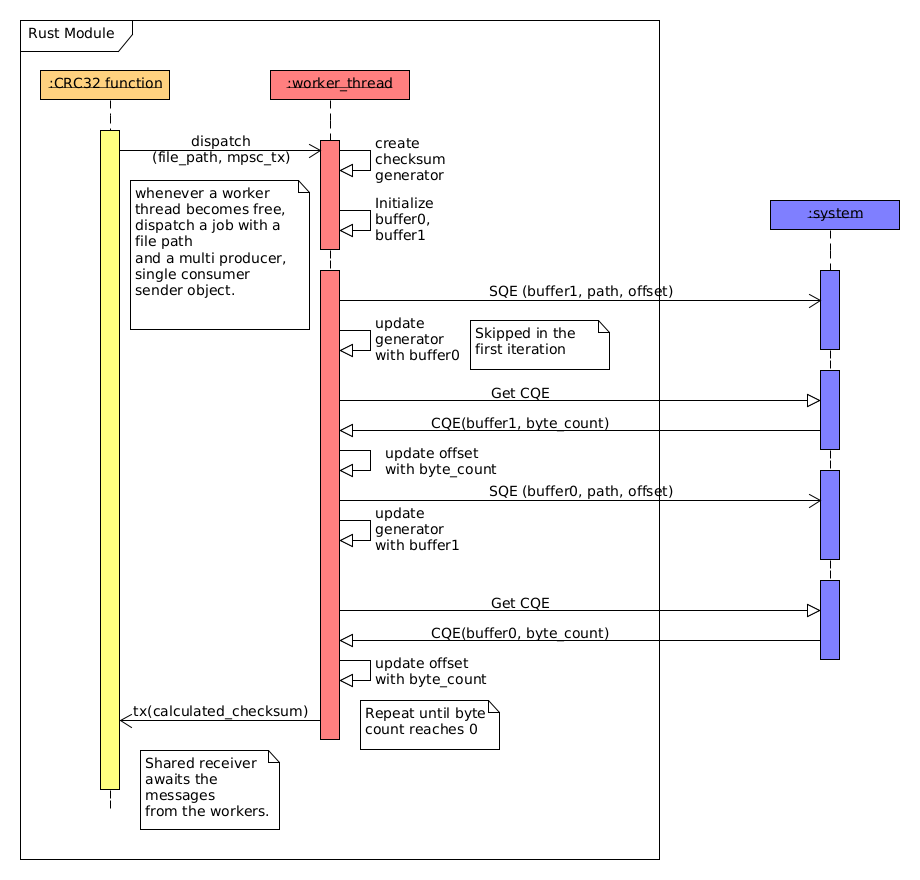 Rust Module
:CRC32 function
:worker_thread
dispatch
(file_path, mpsc_tx)
create
checksum
generator
whenever a worker
thread becomes free,
dispatch a job with a
file path
and a multi producer,
single consumer
sender object.
Initialize
buffer0,
buffer1
:system
SQE (buffer1, path, offset)
update
generator
with buffer0
Skipped in the
first iteration
Get CQE
CQE(buffer1, byte_count)
update offset
with byte_count
SQE (buffer0, path, offset)
update
generator
with buffer1
Get CQE
CQE(buffer0, byte_count)
update offset
with byte_count
tx(calculated_checksum)
Repeat until byte
count reaches 0
Shared receiver
awaits the
messages
from the workers.